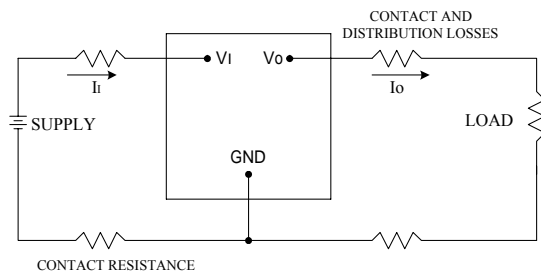 CONTACT AND
DISTRIBUTION LOSSES
VI
VO
II
IO
SUPPLY
LOAD
GND
CONTACT RESISTANCE